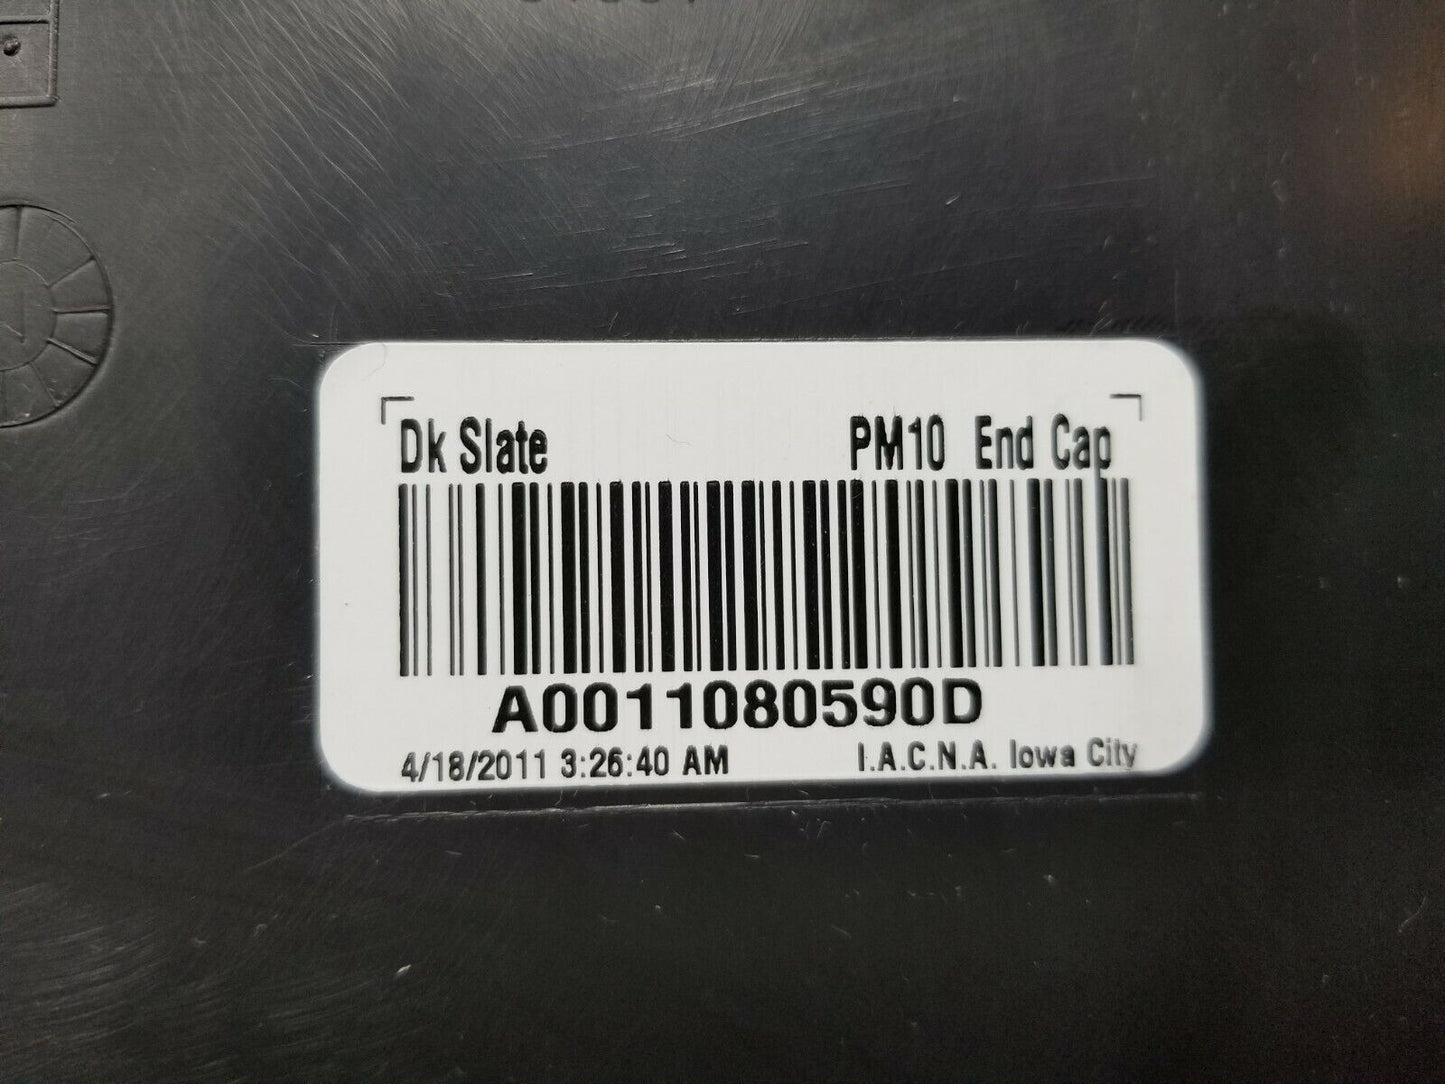 Dk Slate PM10 End Cap
A0011080590D
4/18/2011 3:26:40 AM I.A.C.N.A. Iowa City